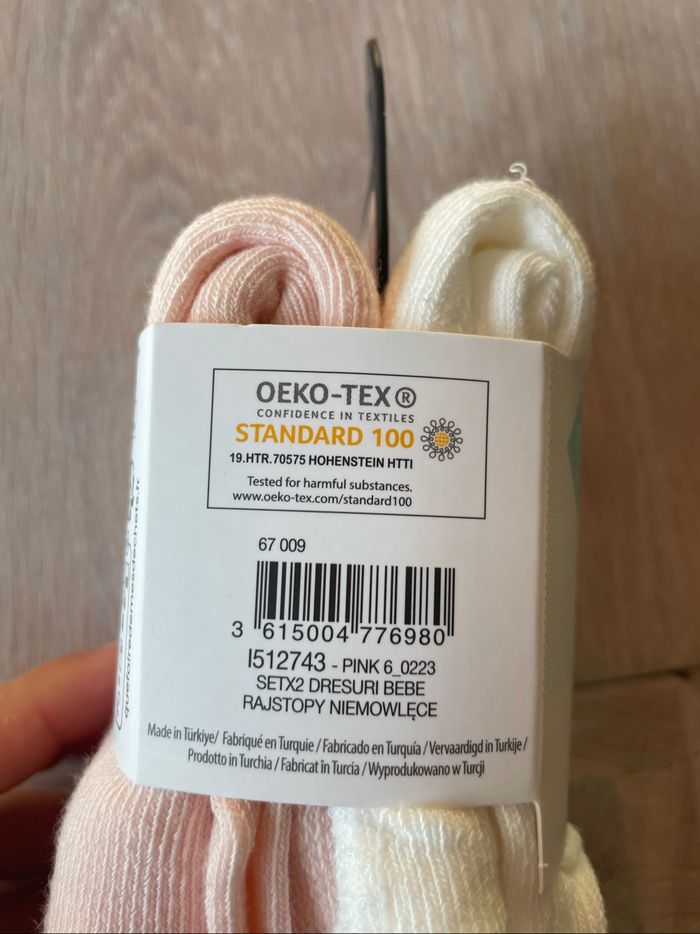 OEKO-TEX®
CONFIDENCE IN TEXTILES
STANDARD 100
19.HTR.70575 HOHENSTEIN HTTI
Tested for harmful substances.
www.oeko-tex.com/standard100
67 009
3 615004 776980
I512743 - PINK 6_0223
SETX2 DRESURI BEBE
RAJSTOPY NIEMOWLĘCE
Made in Türkiye/ Fabriqué en Turquie / Fabricado en Turquía / Vervaardigd in Turkije /
Prodotto in Turchia / Fabricat în Turcia / Wyprodukowano w Turcji
quefairedemesdechets.fr